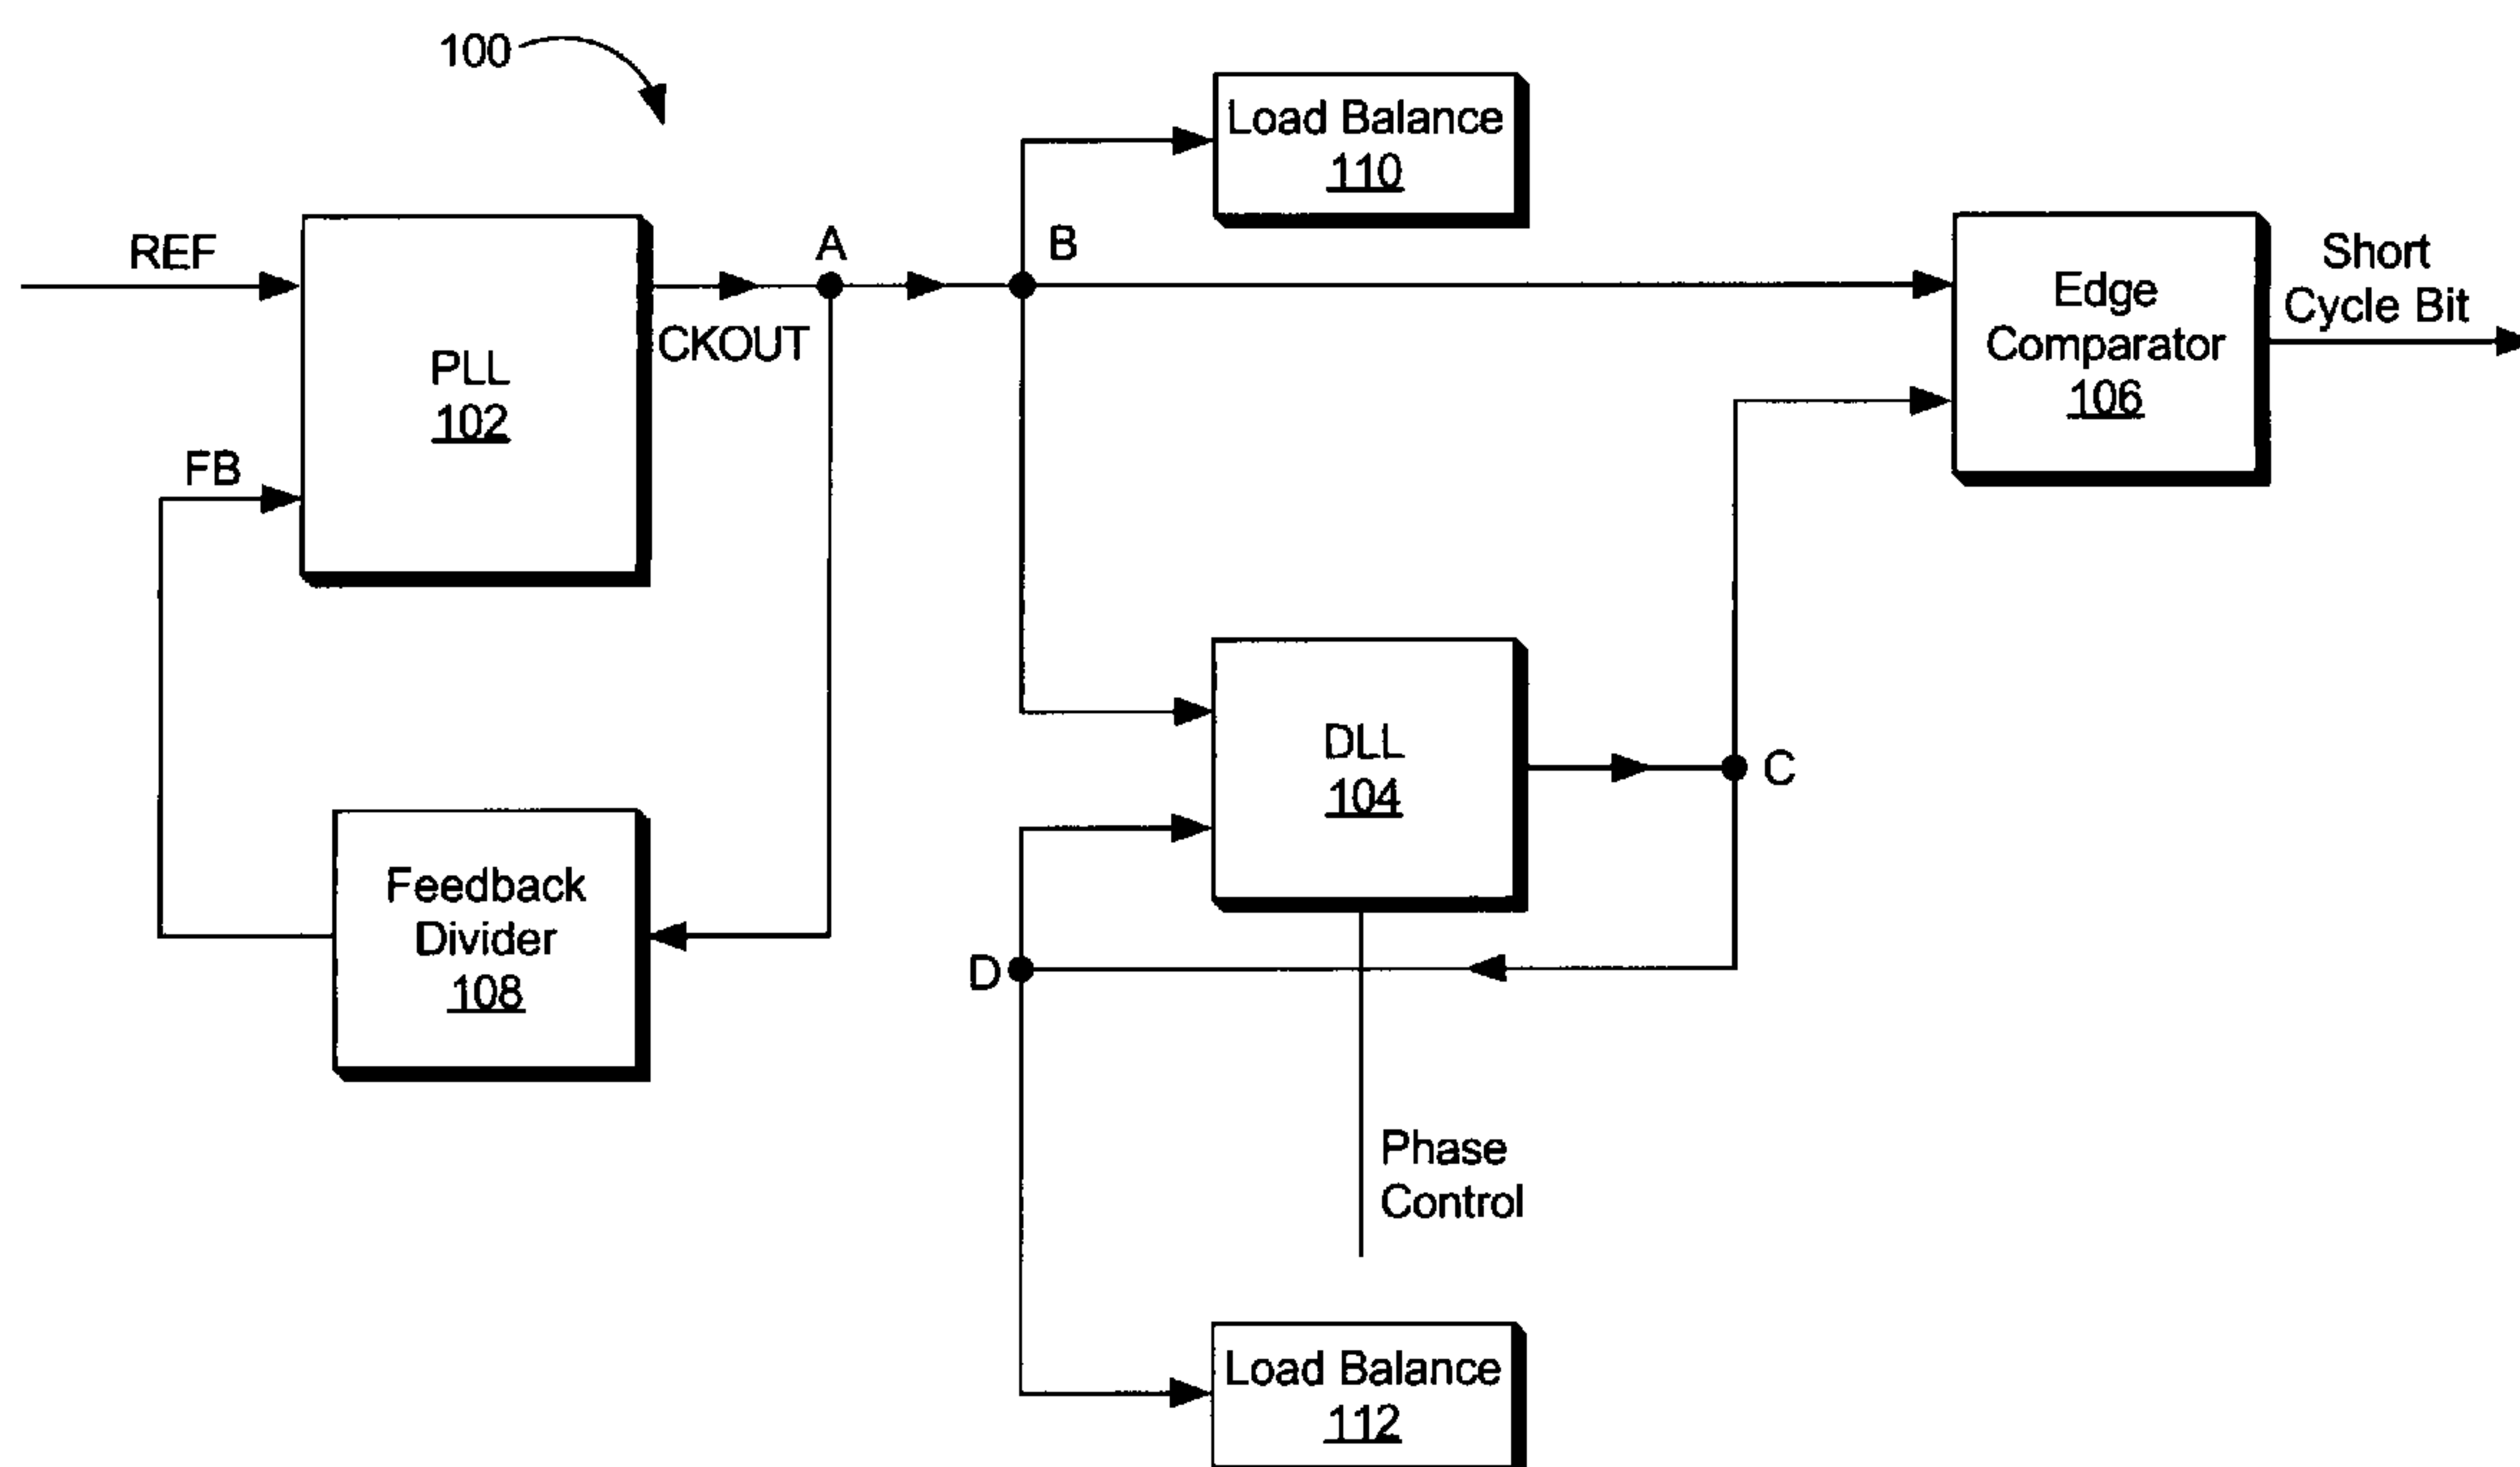 100
Load Balance
110
REF
A
B
Short
Cycle Bit
Edge
Comparator
106
CKOUT
PLL
102
FB
DLL
104
C
Feedback
Divider
108
D
Phase
Control
Load Balance
112